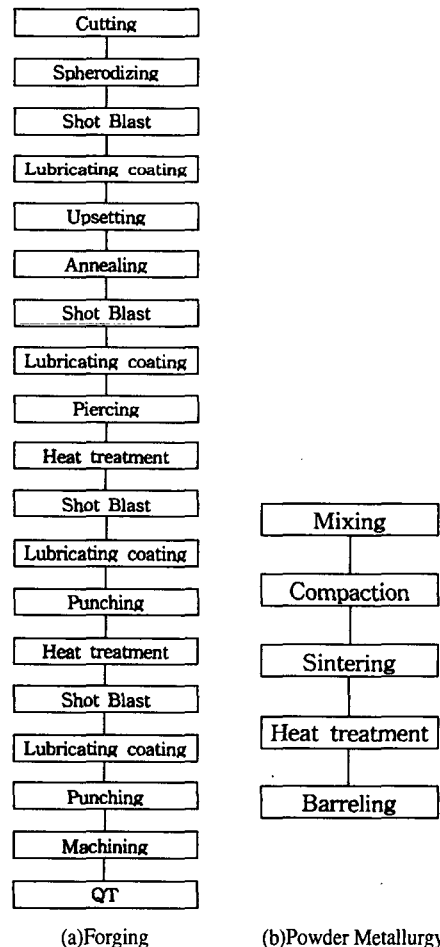 Cutting
Spherodizing
Shot Blast
Lubricating coating
Upsetting
Annealing
Shot Blast
Lubricating coating
Piercing
Heat treatment
Shot Blast
Lubricating coating
Punching
Heat treatment
Shot Blast
Lubricating coating
Punching
Machining
QT
(a)Forging
Mixing
Compaction
Sintering
Heat treatment
Barreling
(b)Powder Metallurgy